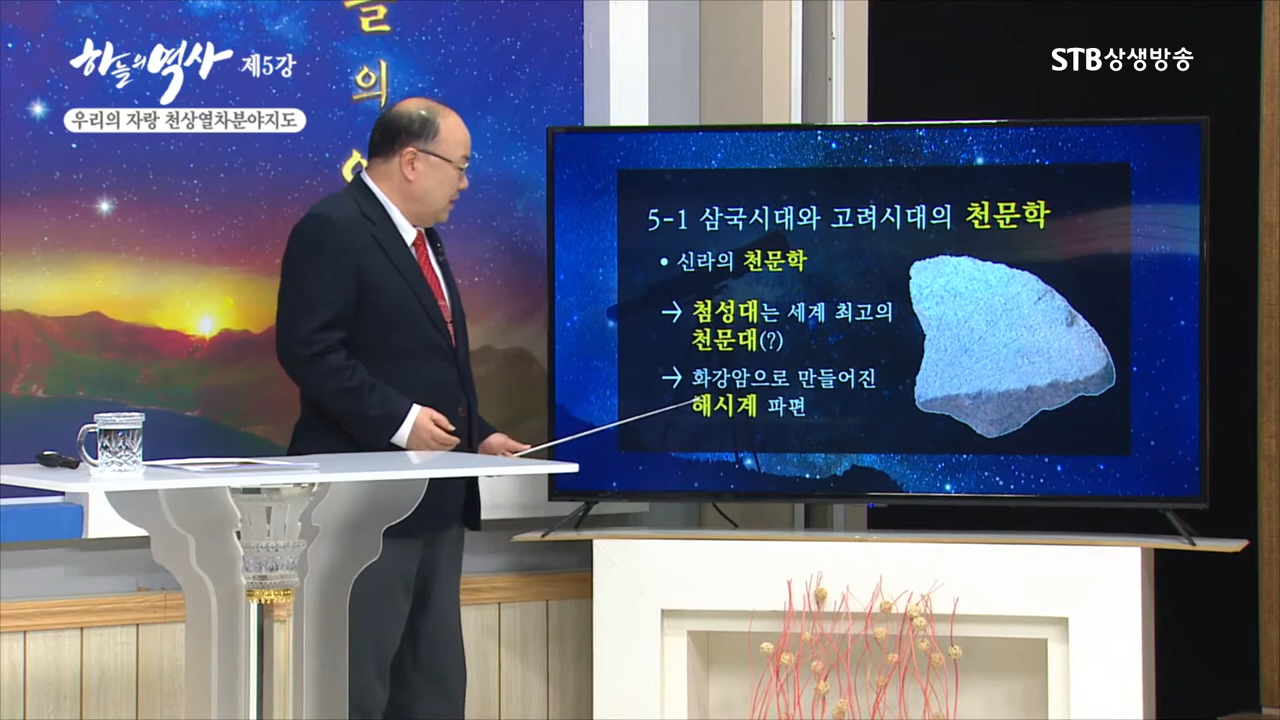 하늘의 역사 제5강
우리의 자랑 천상열차분야지도
STB상생방송
늘
의
5-1 삼국시대와 고려시대의 천문학
• 신라의 천문학
→ 첨성대는 세계 최고의
천문대(?)
→ 화강암으로 만들어진
해시계 파편